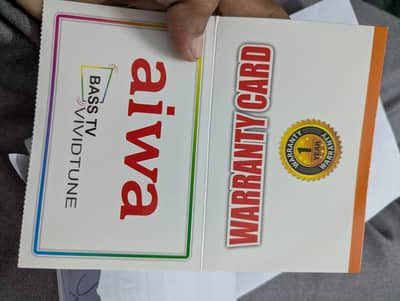 aiwa
BASS TV
VIVIDTUNE
WARRANTY CARD
WARRANTY
1
YEAR
WARRANTY